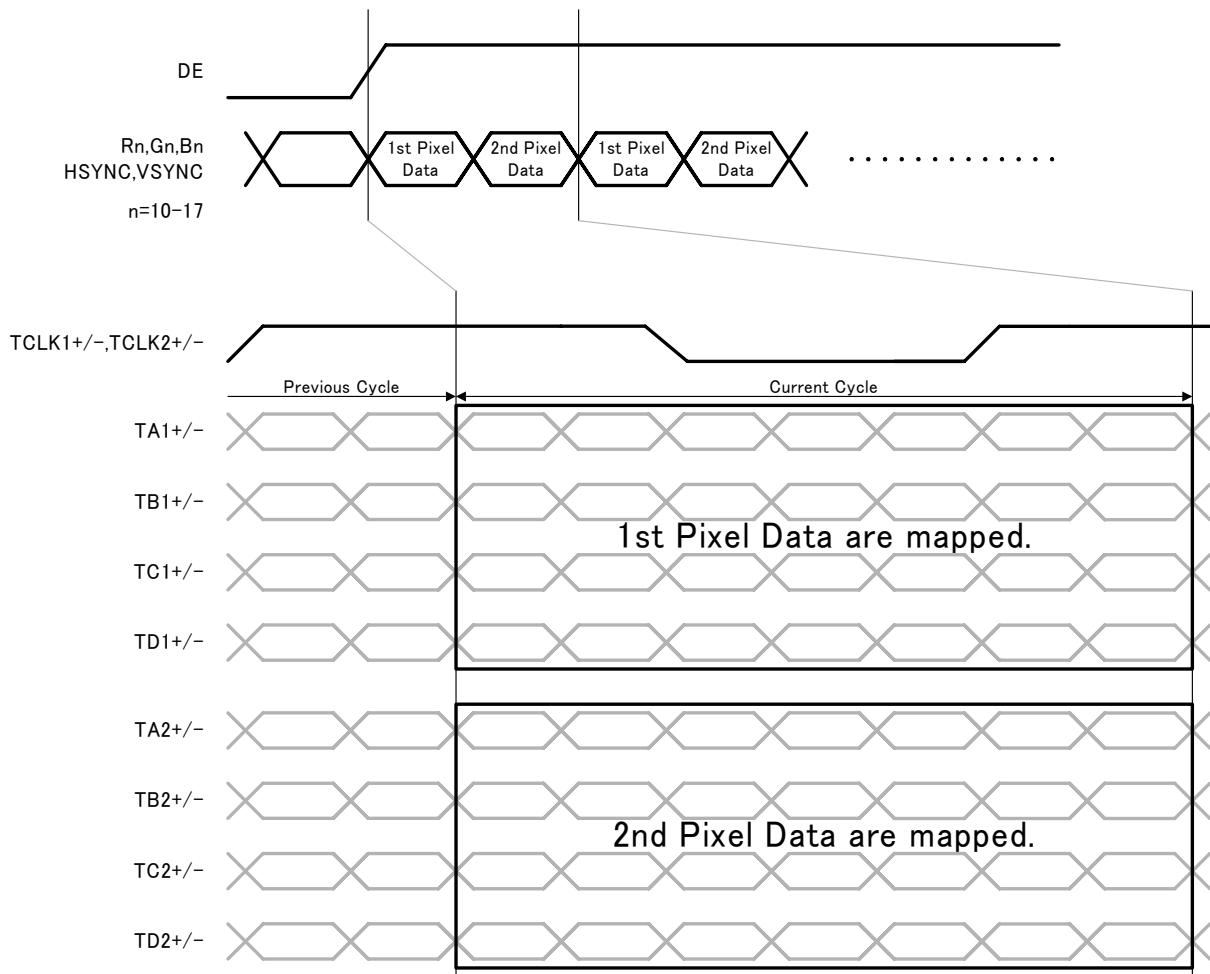 DE
Rn,Gn,Bn
HSYNC,VSYNC
n=10-17
1st Pixel
Data
2nd Pixel
Data
1st Pixel
Data
2nd Pixel
Data
TCLK1+/-,TCLK2+/-
Previous Cycle
Current Cycle
TA1+/-
TB1+/-
1st Pixel Data are mapped.
TC1+/-
TD1+/-
TA2+/-
TB2+/-
2nd Pixel Data are mapped.
TC2+/-
TD2+/-